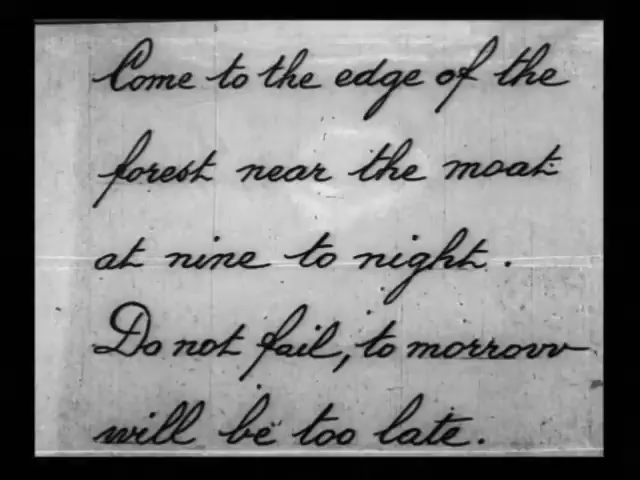 Come to the edge of the
forest near the moat
at nine to night.
Do not fail, to morrow
will be too late.